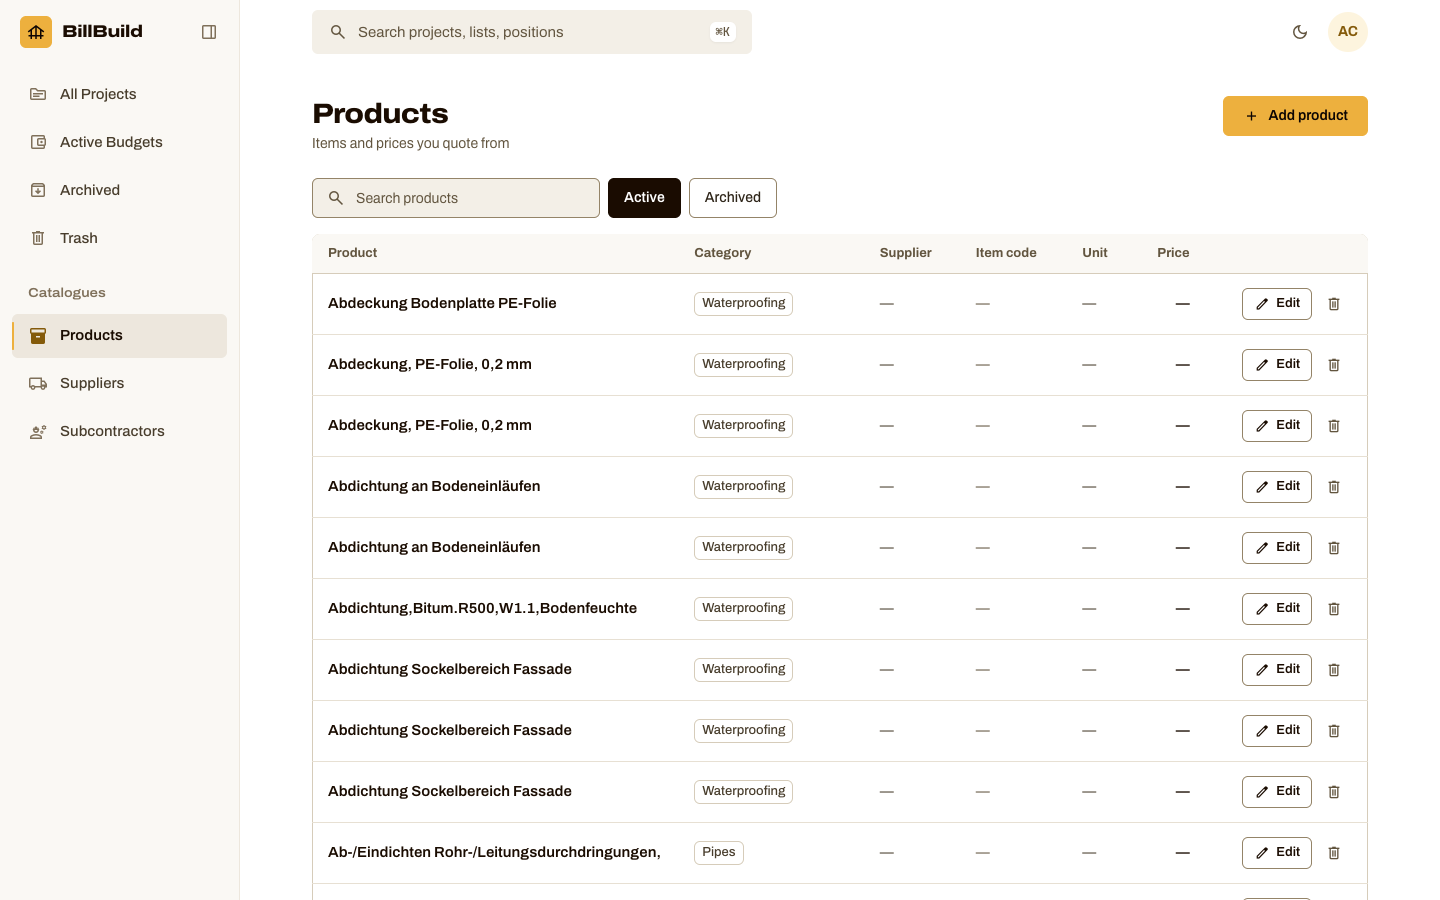 BillBuild
Search projects, lists, positions
⌘K
AC
All Projects
Active Budgets
Archived
Trash
Catalogues
Products
Suppliers
Subcontractors
Products
Items and prices you quote from
Add product
Search products
Active
Archived
Product Category Supplier Item code Unit Price
Abdeckung Bodenplatte PE-Folie Waterproofing — — — — Edit
Abdeckung, PE-Folie, 0,2 mm Waterproofing — — — — Edit
Abdeckung, PE-Folie, 0,2 mm Waterproofing — — — — Edit
Abdichtung an Bodeneinläufen Waterproofing — — — — Edit
Abdichtung an Bodeneinläufen Waterproofing — — — — Edit
Abdichtung,Bitum.R500,W1.1,Bodenfeuchte Waterproofing — — — — Edit
Abdichtung Sockelbereich Fassade Waterproofing — — — — Edit
Abdichtung Sockelbereich Fassade Waterproofing — — — — Edit
Abdichtung Sockelbereich Fassade Waterproofing — — — — Edit
Ab-/Eindichten Rohr-/Leitungsdurchdringungen, Pipes — — — — Edit